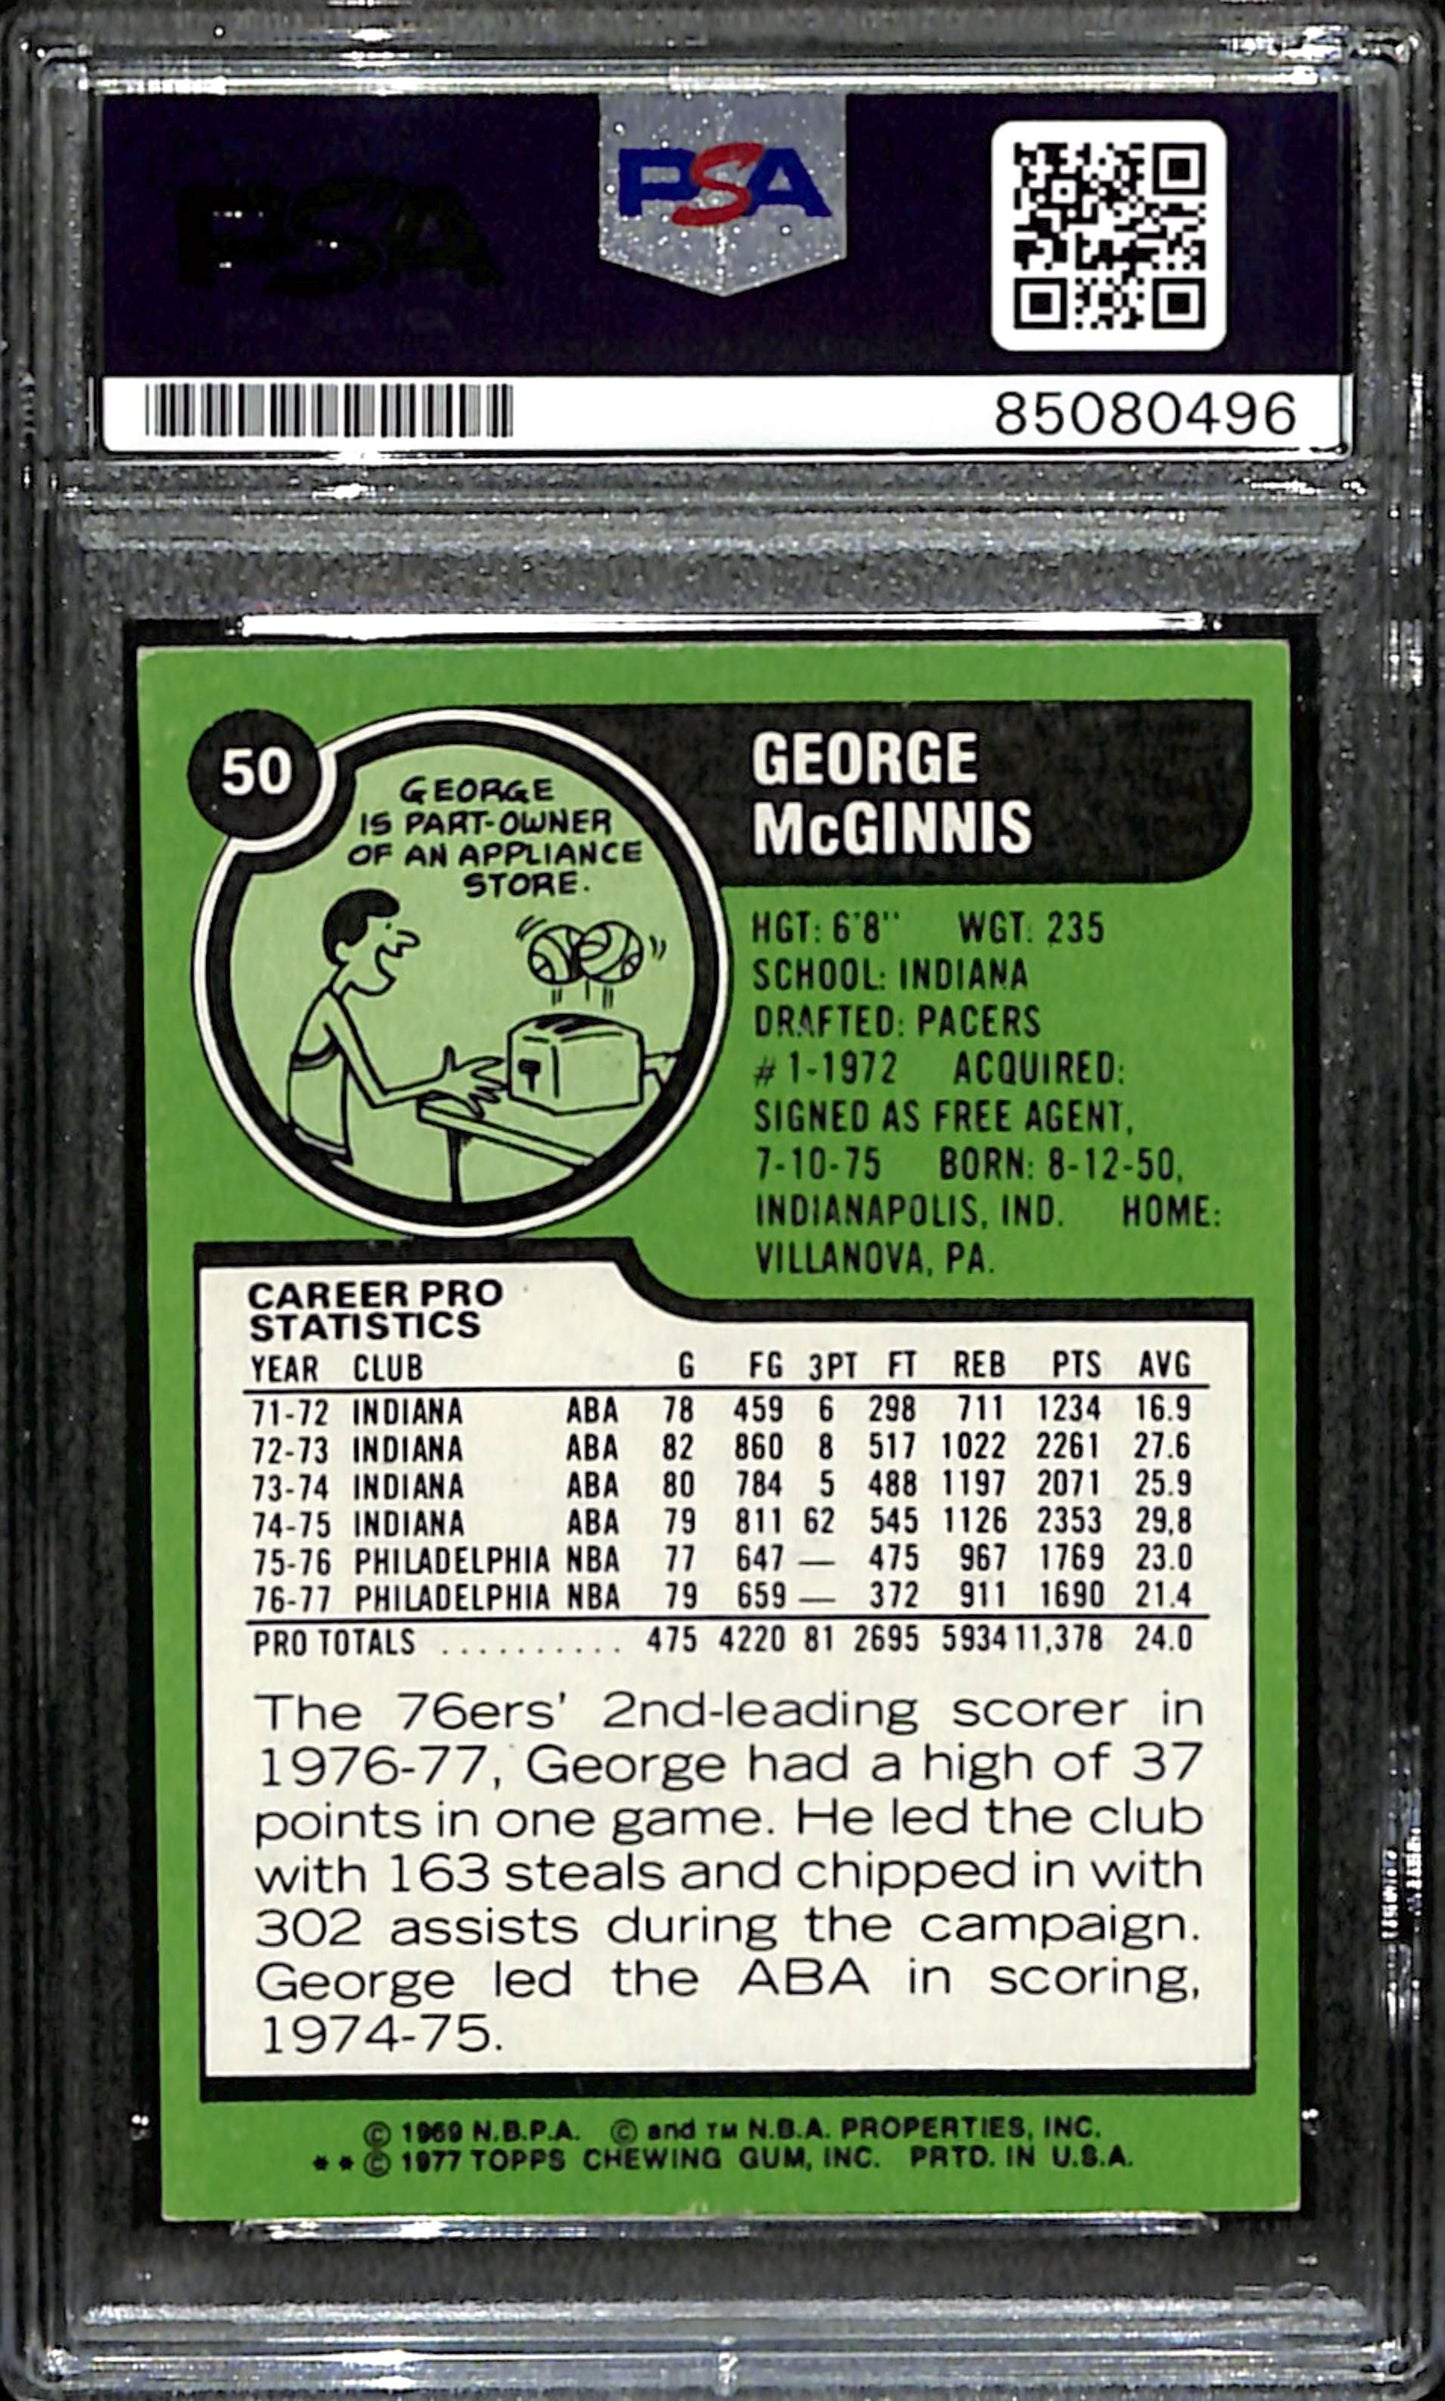 PSA
PSA
85080496
50
GEORGE
IS PART-OWNER
OF AN APPLIANCE
STORE.
GEORGE
McGINNIS
HGT: 6'8" WGT: 235
SCHOOL: INDIANA
DRAFTED: PACERS
#1-1972 ACQUIRED:
SIGNED AS FREE AGENT,
7-10-75 BORN: 8-12-50,
INDIANAPOLIS, IND. HOME:
VILLANOVA, PA.
CAREER PRO
STATISTICS
YEAR CLUB G FG 3PT FT REB PTS AVG
71-72 INDIANA ABA 78 459 6 298 711 1234 16.9
72-73 INDIANA ABA 82 860 8 517 1022 2261 27.6
73-74 INDIANA ABA 80 784 5 488 1197 2071 25.9
74-75 INDIANA ABA 79 811 62 545 1126 2353 29.8
75-76 PHILADELPHIA NBA 77 647 — 475 967 1769 23.0
76-77 PHILADELPHIA NBA 79 659 — 372 911 1690 21.4
PRO TOTALS .......... 475 4220 81 2695 5934 11,378 24.0
The 76ers' 2nd-leading scorer in
1976-77, George had a high of 37
points in one game. He led the club
with 163 steals and chipped in with
302 assists during the campaign.
George led the ABA in scoring,
1974-75.
© 1969 N.B.P.A. © and TM N.B.A. PROPERTIES, INC.
**© 1977 TOPPS CHEWING GUM, INC. PRTD. IN U.S.A.